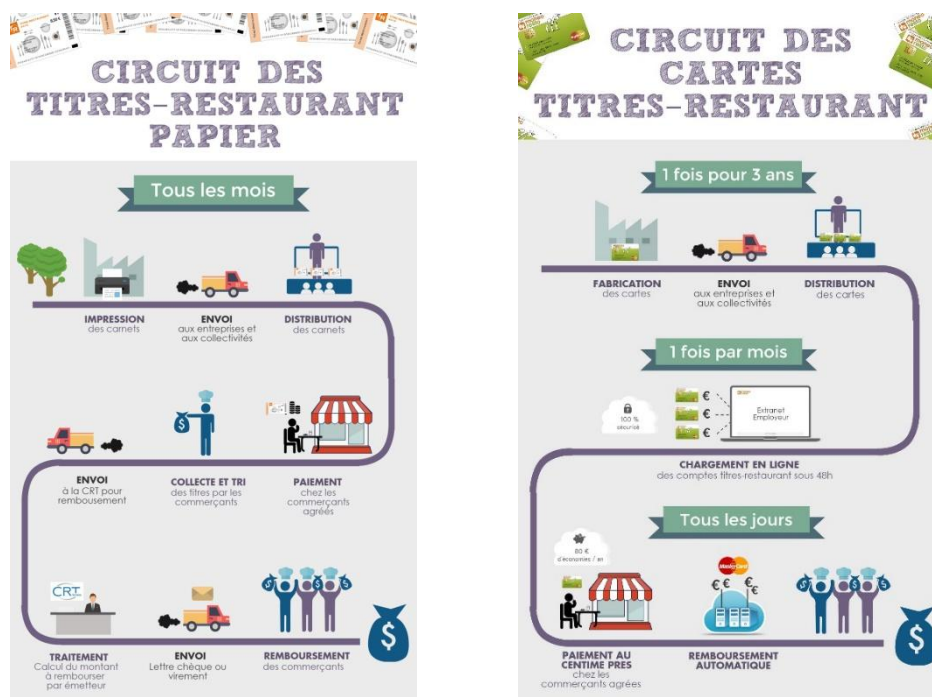 CIRCUIT DES
TITRES-RESTAURANT
PAPIER
Tous les mois
IMPRESSION
des carnets
ENVOI
aux entreprises et
aux collectivités
DISTRIBUTION
des carnets
ENVOI
à la CRT pour
remboursement
COLLECTE ET TRI
des titres par les
commerçants
PAIEMENT
chez les
commerçants
agréés
CRT
TRAITEMENT
Calcul du montant
à rembourser
par émetteur
ENVOI
Lettre chèque ou
virement
REMBOURSEMENT
des commerçants
CIRCUIT DES
CARTES
TITRES-RESTAURANT
1 fois pour 3 ans
FABRICATION
des cartes
ENVOI
aux entreprises et
aux collectivités
DISTRIBUTION
des cartes
1 fois par mois
100 %
sécurisé
Extranet
Employeur
CHARGEMENT EN LIGNE
des comptes titres-restaurant sous 48h
Tous les jours
80 €
d'économies / an
MasterCard
PAIEMENT AU
CENTIME PRES
chez les
commerçants agréées
REMBOURSEMENT
AUTOMATIQUE